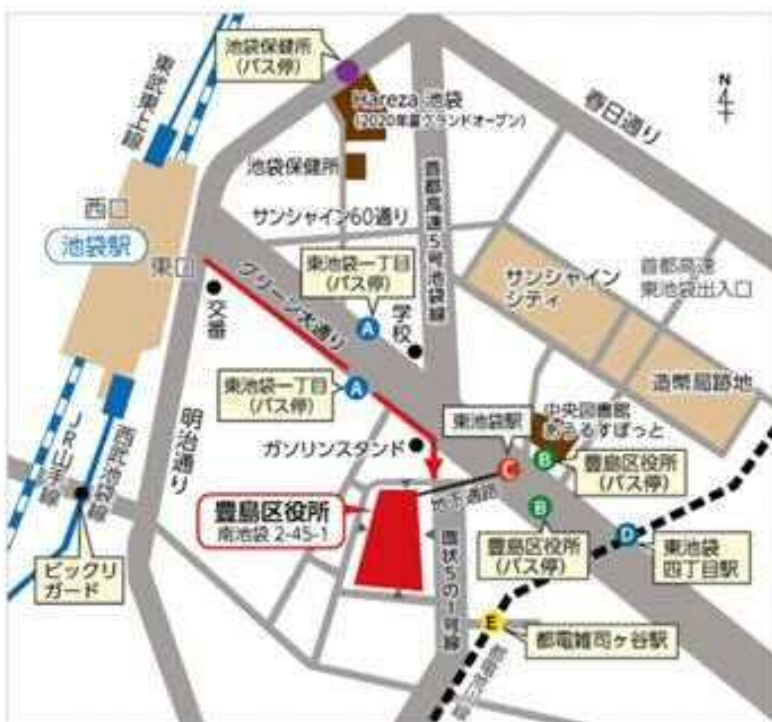 池袋保健所
(バス停)
東武東上線
N
Hareza 池袋
(2020年夏グランドオープン)
春日通り
池袋保健所
首都高速5号池袋線
西口
サンシャイン60通り
池袋駅
東口
グリーン大通り
東池袋一丁目
(バス停)
サンシャイン
シティ
首都高速
東池袋出入口
交番
A
学校
東池袋一丁目
(バス停)
A
造幣局跡地
明治通り
東池袋駅
中央図書館
あうるすぽっと
JR山手線
西武池袋線
ガソリンスタンド
C
B
豊島区役所
(バス停)
地下通路
豊島区役所
南池袋 2-45-1
B
環状5の1号線
豊島区役所
(バス停)
D
東池袋
四丁目駅
ビックリ
ガード
E
都電雑司ヶ谷駅